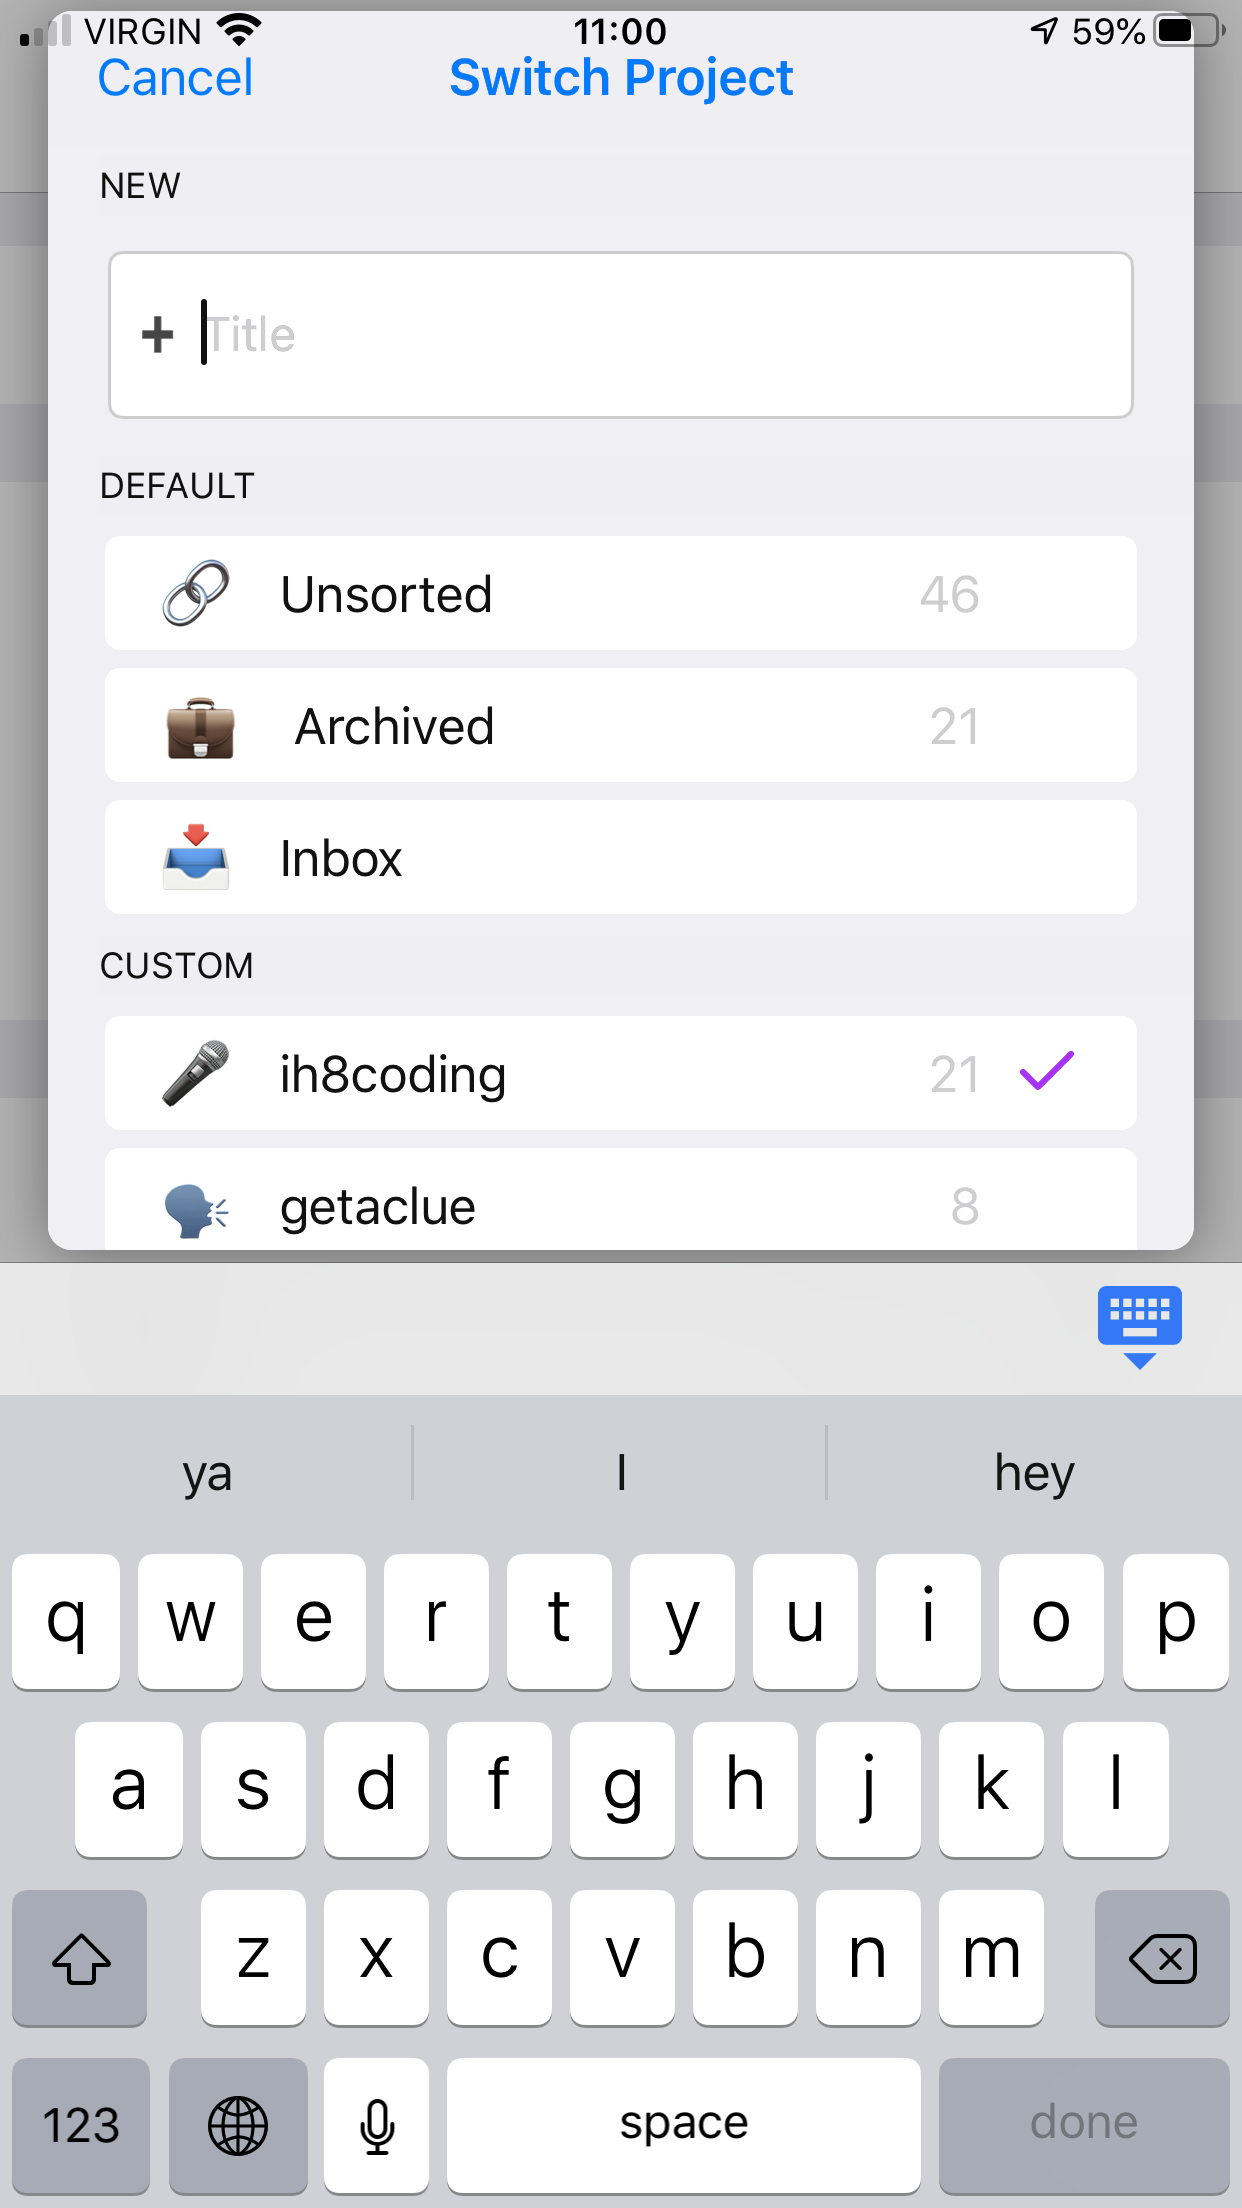 VIRGIN 11:00 59%
Cancel Switch Project
NEW
+ Title
DEFAULT
Unsorted 46
Archived 21
Inbox
CUSTOM
ih8coding 21
getaclue 8
ya I hey
q w e r t y u i o p
a s d f g h j k l
z x c v b n m
123 space done